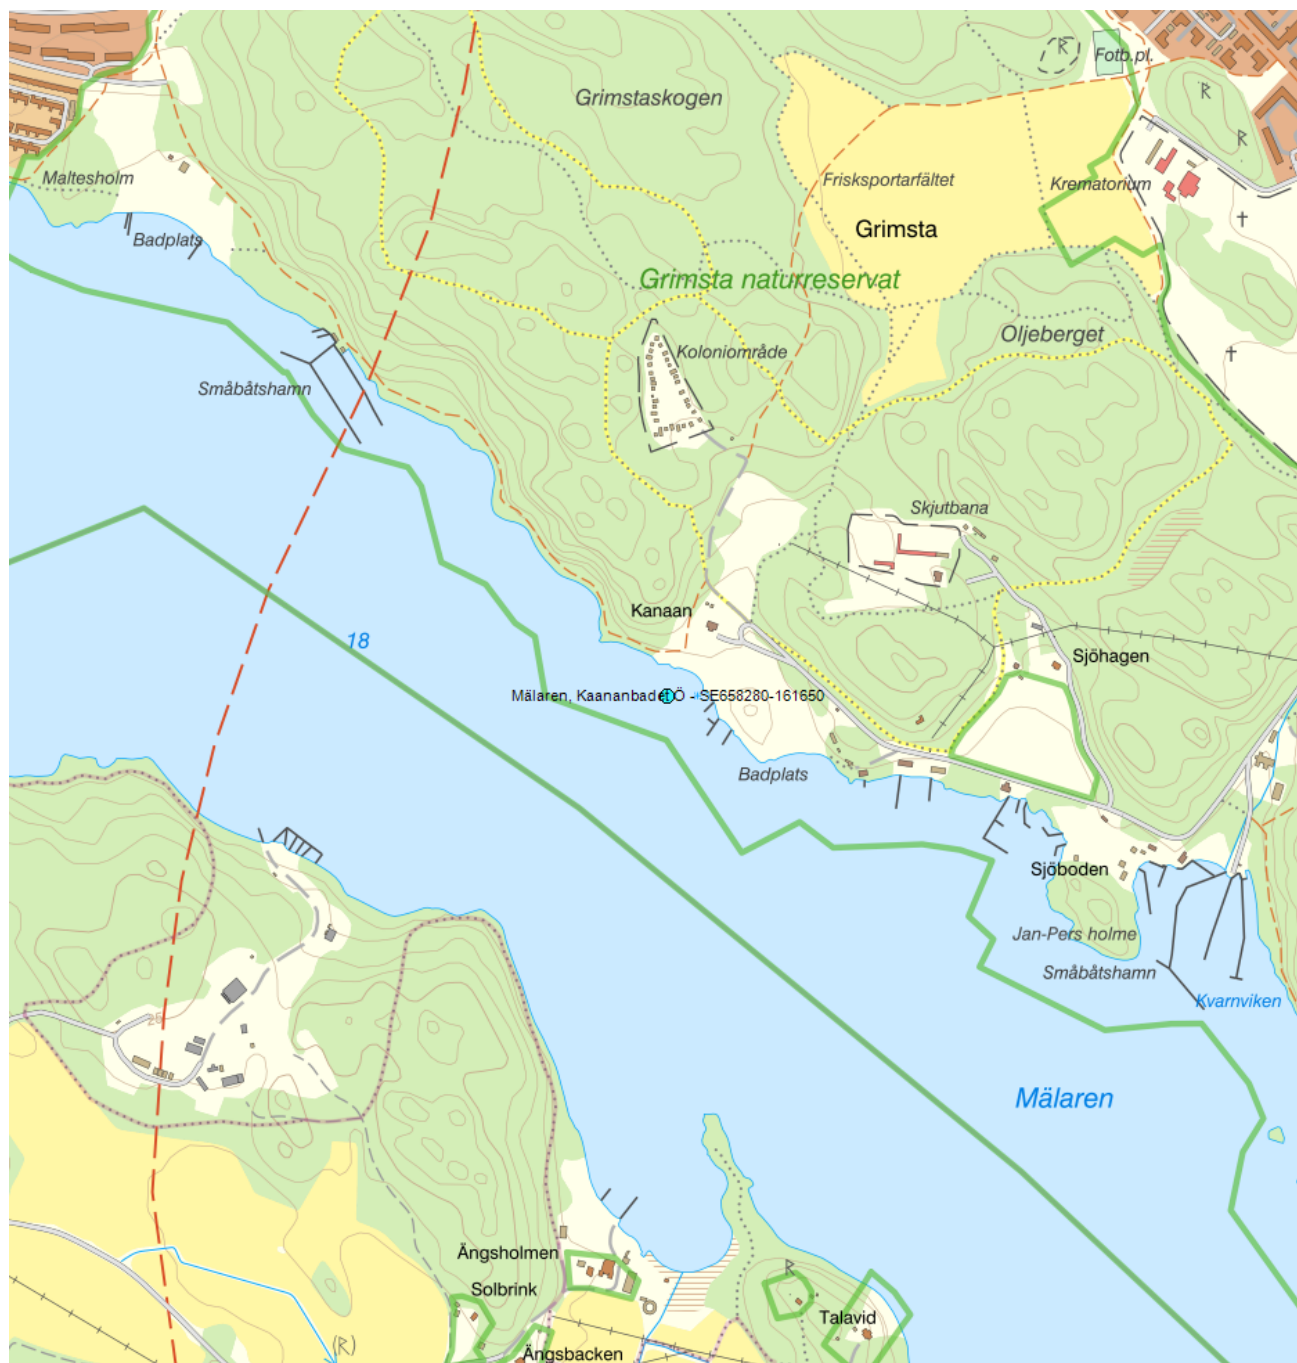 Fotb.pl.
R
Grimstaskogen
R
R
Maltesholm
Frisksportarfältet
Krematorium
Grimsta
Badplats
Grimsta naturreservat
Oljeberget
Koloniområde
Småbåtshamn
Skjutbana
Kanaan
18
Sjöhagen
Mälaren, Kaananbadet Ö - SE658280-161650
Badplats
Sjöboden
Jan-Pers holme
Småbåtshamn
Kvarnviken
25
Mälaren
Ängsholmen
R
Solbrink
Talavid
(R)
Ängsbacken